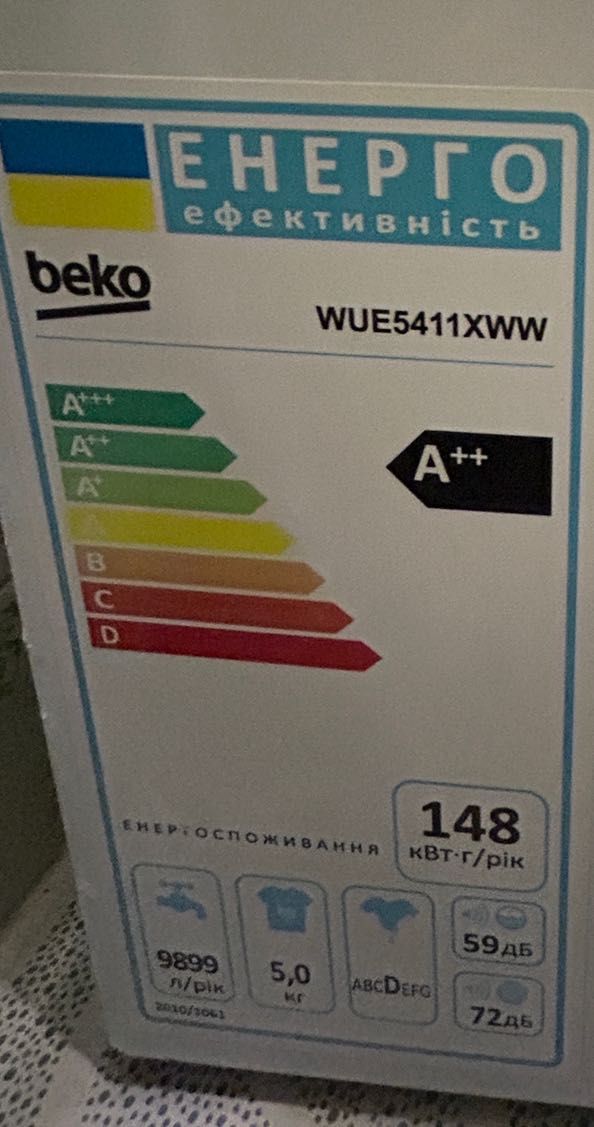 ЕНЕРГО
ефективність
beko
WUE5411XWW
A+++
A++
A++
A+
A
B
C
D
148
кВт·г/рік
ЕНЕРГОСПОЖИВАННЯ
9899
л/рік
5,0
кг
ABCDEFG
59дБ
72дБ
2010/1061